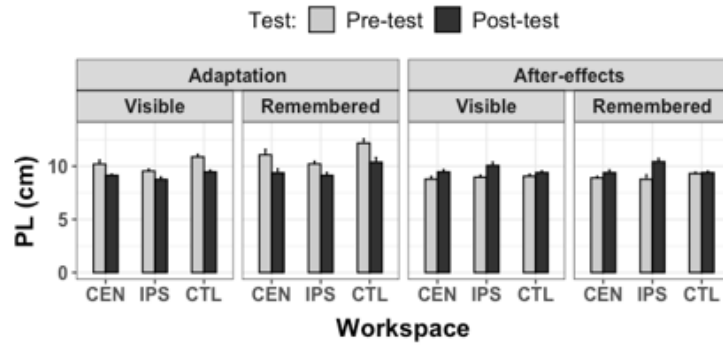 Test: Pre-test Post-test
Adaptation After-effects
Visible Remembered Visible Remembered
PL (cm)
10
5
0
CEN IPS CTL CEN IPS CTL CEN IPS CTL CEN IPS CTL
Workspace